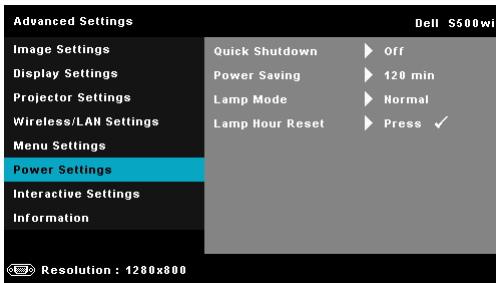 Advanced Settings Dell S500wi
Image Settings Quick Shutdown Off
Display Settings Power Saving 120 min
Projector Settings Lamp Mode Normal
Wireless/LAN Settings Lamp Hour Reset Press ✓
Menu Settings
Power Settings
Interactive Settings
Information
Resolution : 1280x800